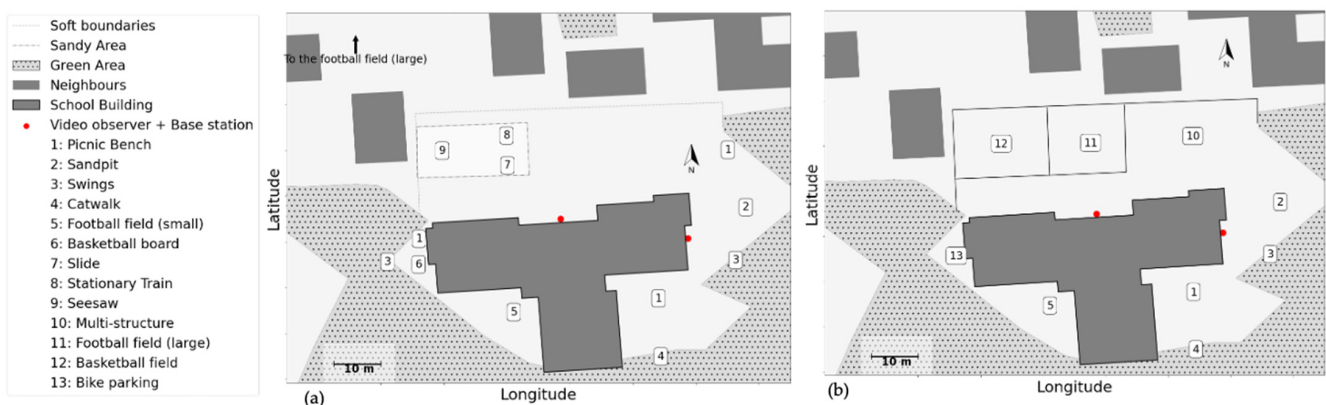 Soft boundaries
Sandy Area
Green Area
Neighbours
School Building
Video observer + Base station
1: Picnic Bench
2: Sandpit
3: Swings
4: Catwalk
5: Football field (small)
6: Basketball board
7: Slide
8: Stationary Train
9: Seesaw
10: Multi-structure
11: Football field (large)
12: Basketball field
13: Bike parking
To the football field (large)
8
9
7
1
N
2
1
3
6
3
5
1
4
10 m
Latitude
Longitude
(a)
N
12
11
10
2
13
3
5
1
4
10 m
Latitude
Longitude
(b)